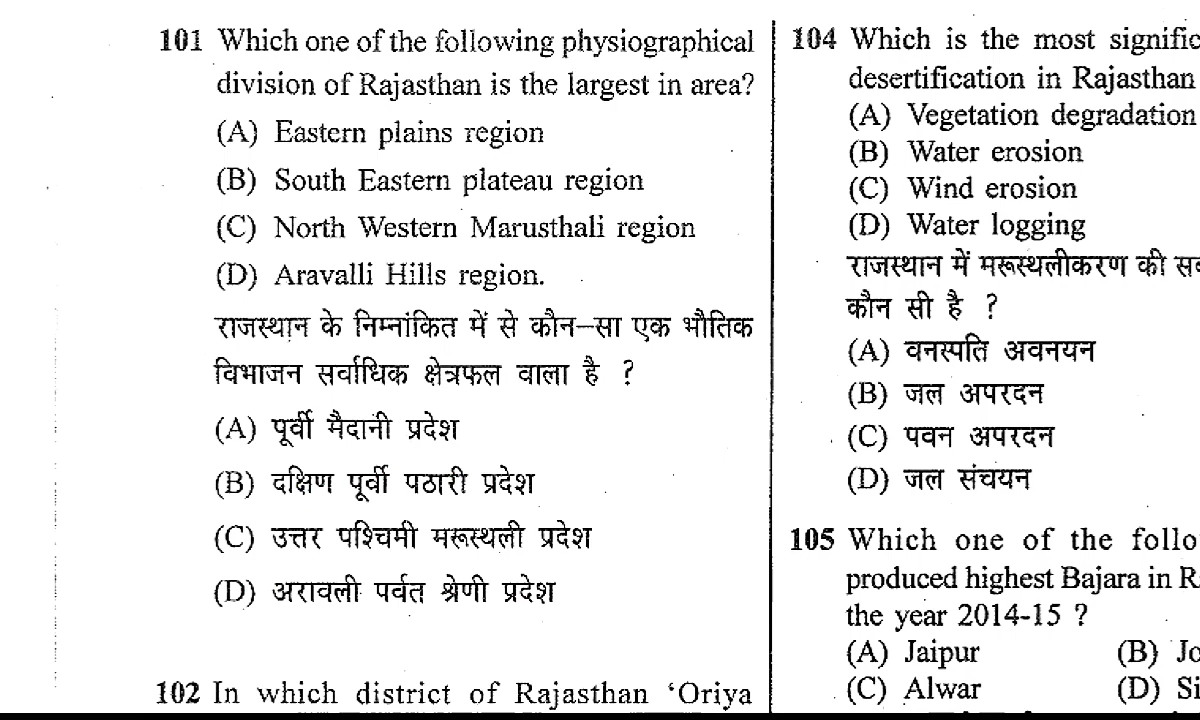 101 Which one of the following physiographical
division of Rajasthan is the largest in area?
(A) Eastern plains region
(B) South Eastern plateau region
(C) North Western Marusthali region
(D) Aravalli Hills region.
राजस्थान के निम्नांकित में से कौन–सा एक भौतिक
विभाजन सर्वाधिक क्षेत्रफल वाला है ?
(A) पूर्वी मैदानी प्रदेश
(B) दक्षिण पूर्वी पठारी प्रदेश
(C) उत्तर पश्चिमी मरूस्थली प्रदेश
(D) अरावली पर्वत श्रेणी प्रदेश
102 In which district of Rajasthan ‘Oriya
104 Which is the most
desertification in Rajasthan
(A) Vegetation degradation
(B) Water erosion
(C) Wind erosion
(D) Water logging
राजस्थान में मरूस्थलीकरण की
कौन सी है ?
(A) वनस्पति अवनयन
(B) जल अपरदन
(C) पवन अपरदन
(D) जल संचयन
105 Which one of the
produced highest Bajara in
the year 2014-15 ?
(A) Jaipur (B)
(C) Alwar (D)